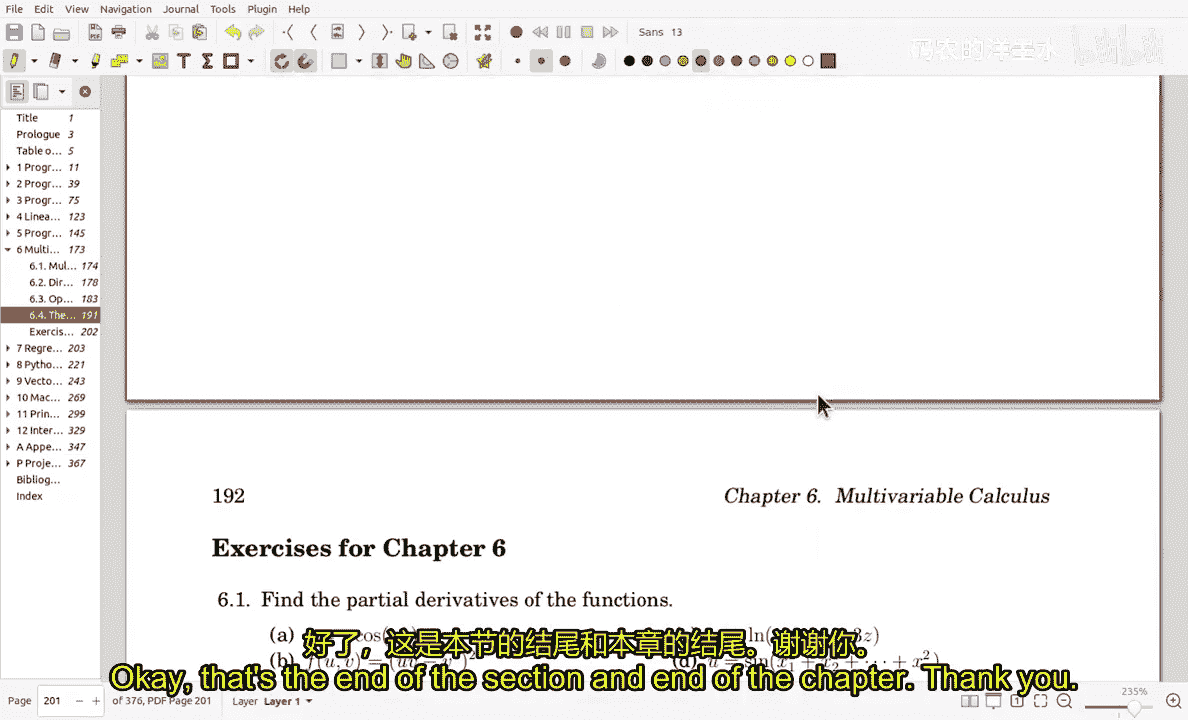 File Edit View Navigation Journal Tools Plugin Help
Sans 13
码农的洋墨水
Title 1
Prologue 3
Table o... 5
1 Progr... 11
2 Progr... 39
3 Progr... 75
4 Linea... 123
5 Progr... 145
6 Multi... 173
6.1. Mul... 174
6.2. Dir... 178
6.3. Op... 183
6.4. The... 191
Exercis... 202
7 Regre... 203
8 Pytho... 221
9 Vecto... 243
10 Mac... 269
11 Prin... 299
12 Inter... 329
A Appe... 347
P Proje... 367
Bibliog...
Index
192 Chapter 6. Multivariable Calculus
Exercises for Chapter 6
6.1. Find the partial derivatives of the functions.
(a)
(b)
好了，这是本节的结尾和本章的结尾。谢谢你。
Okay, that's the end of the section and end of the chapter. Thank you.
Page 201 of 376, PDF Page 201 Layer Layer 1 235%